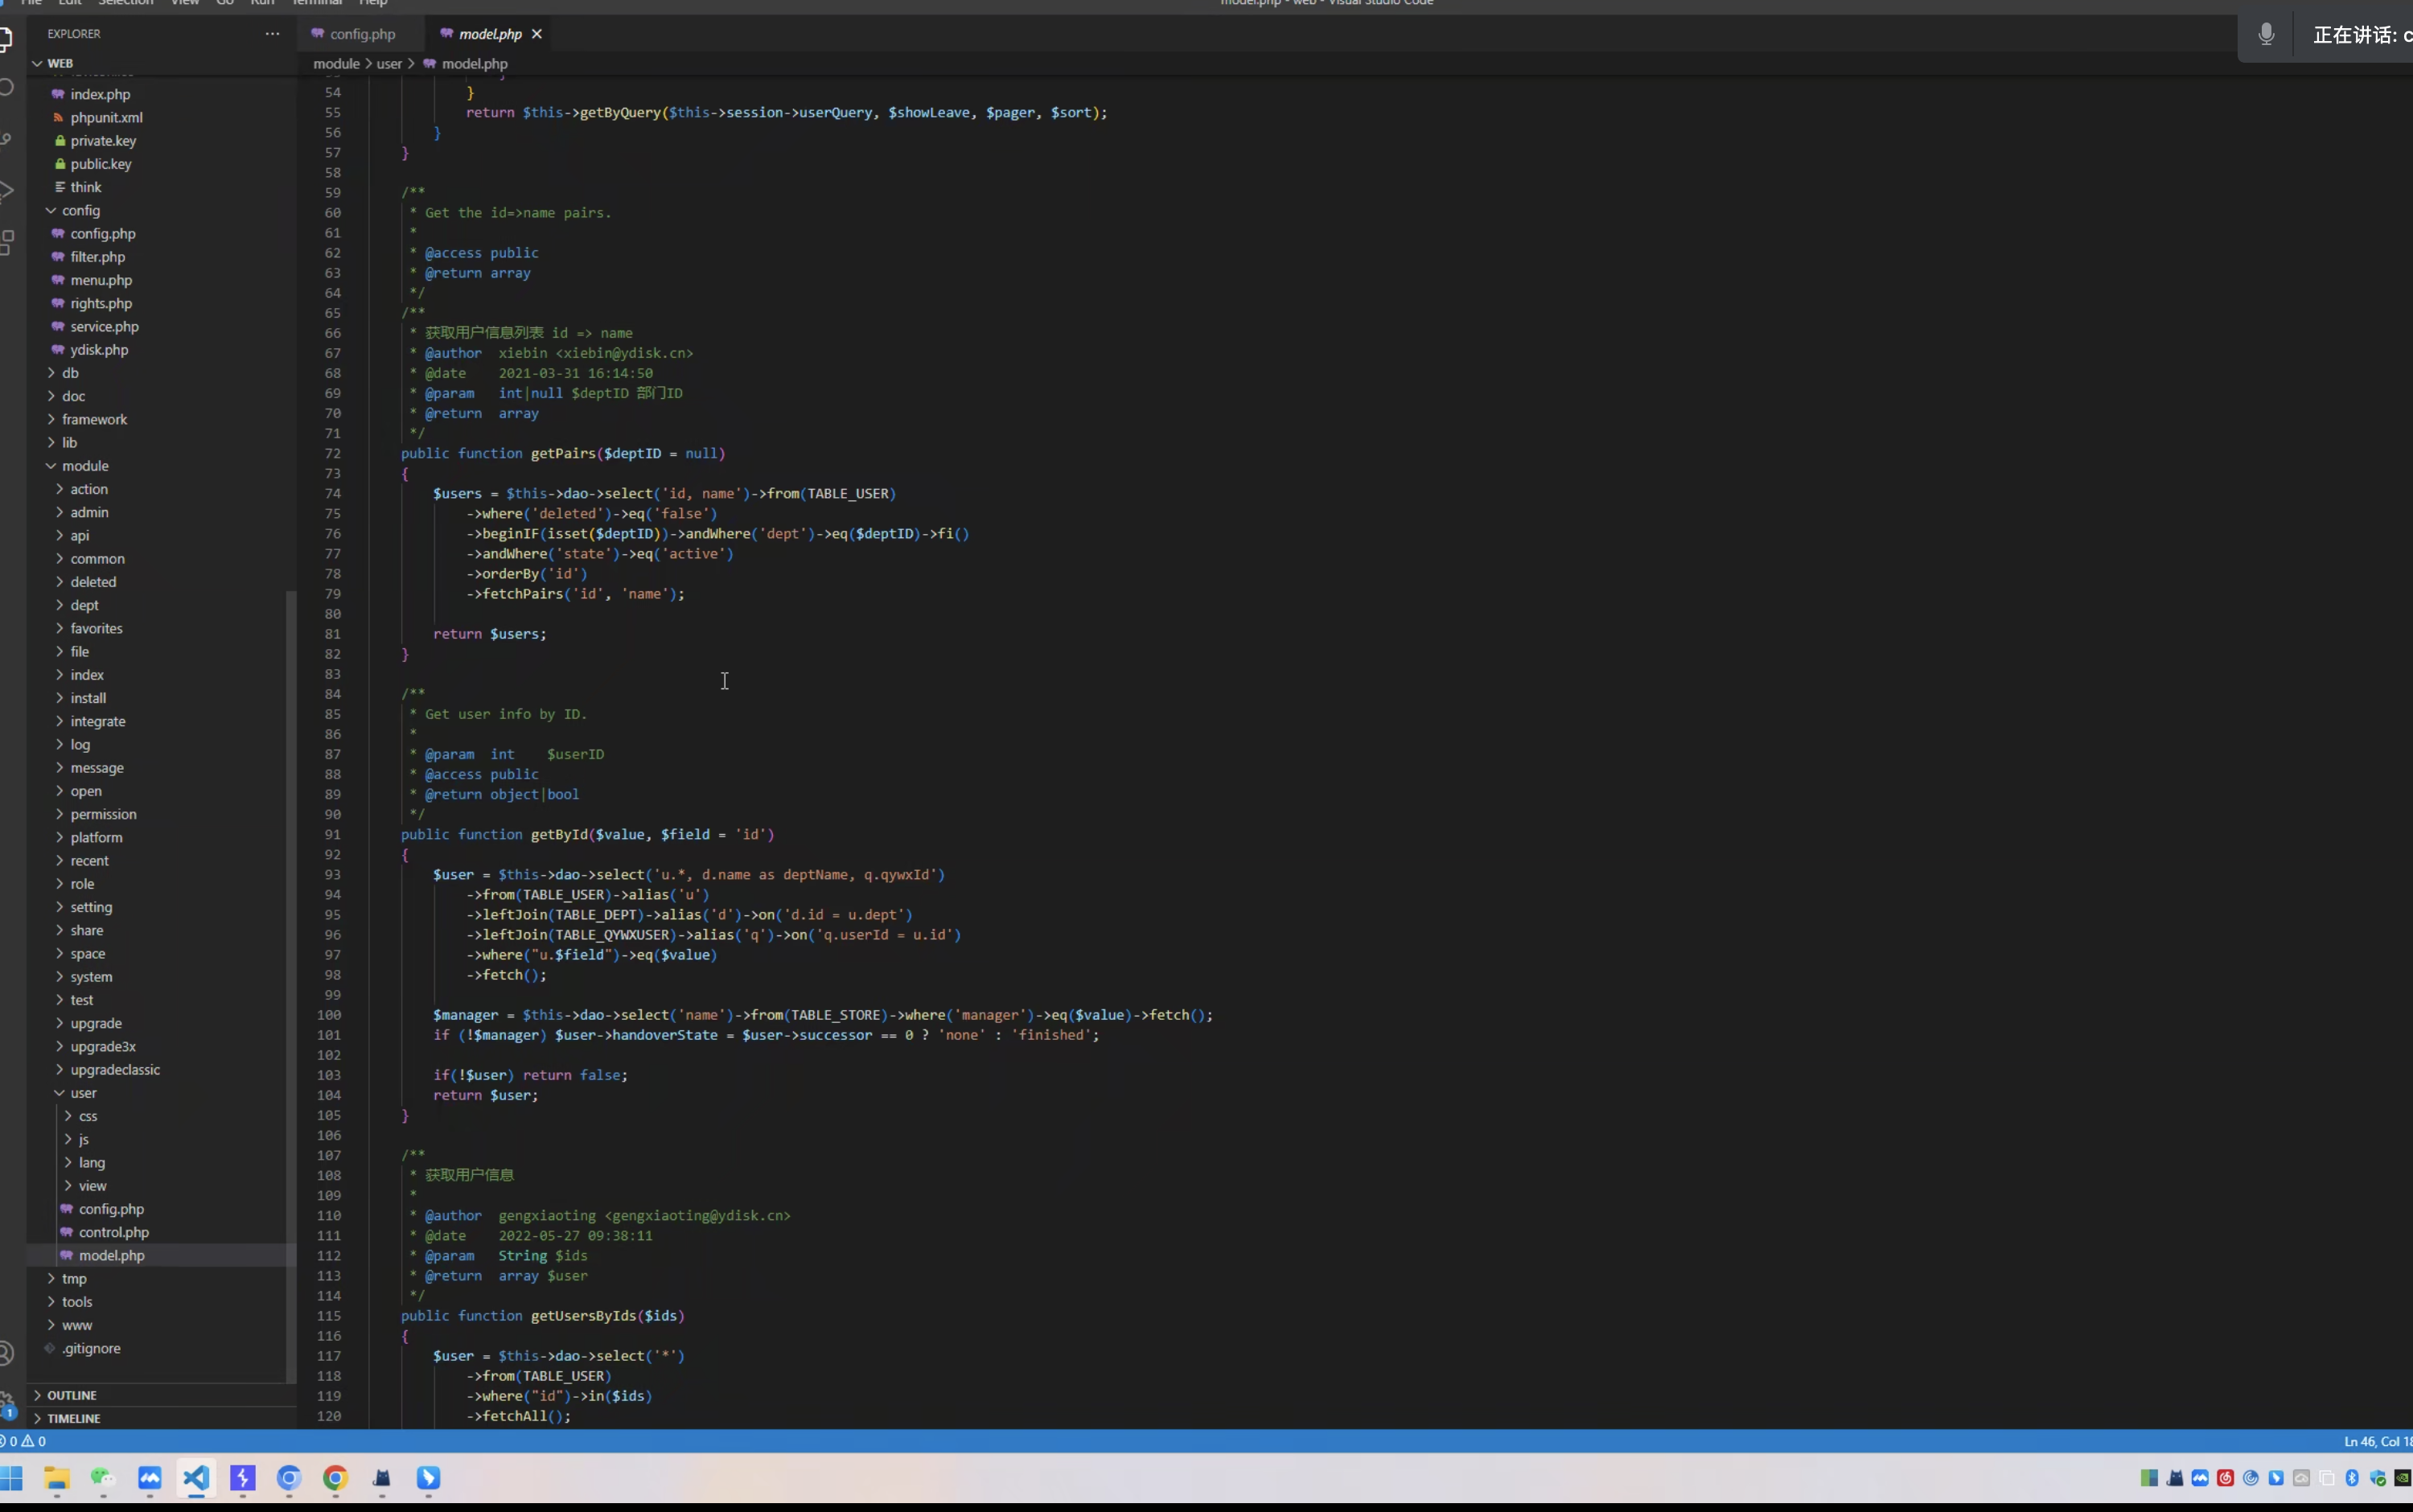 File Edit Selection View Go Run Terminal Help
model.php - web - Visual Studio Code
正在讲话: c
EXPLORER
WEB
index.php
phpunit.xml
private.key
public.key
think
config
config.php
filter.php
menu.php
rights.php
service.php
ydisk.php
db
doc
framework
lib
module
action
admin
api
common
deleted
dept
favorites
file
index
install
integrate
log
message
open
permission
platform
recent
role
setting
share
space
system
test
upgrade
upgrade3x
upgradeclassic
user
css
js
lang
view
config.php
control.php
model.php
tmp
tools
www
.gitignore
OUTLINE
TIMELINE
config.php
model.php
module > user > model.php
54 }
55 return $this->getByQuery($this->session->userQuery, $showLeave, $pager, $sort);
56 }
57 }
58
59 /**
60 * Get the id=>name pairs.
61 *
62 * @access public
63 * @return array
64 */
65 /**
66 * 获取用户信息列表 id => name
67 * @author xiebin <xiebin@ydisk.cn>
68 * @date 2021-03-31 16:14:50
69 * @param int|null $deptID 部门ID
70 * @return array
71 */
72 public function getPairs($deptID = null)
73 {
74 $users = $this->dao->select('id, name')->from(TABLE_USER)
75 ->where('deleted')->eq('false')
76 ->beginIF(isset($deptID))->andWhere('dept')->eq($deptID)->fi()
77 ->andWhere('state')->eq('active')
78 ->orderBy('id')
79 ->fetchPairs('id', 'name');
80
81 return $users;
82 }
83
84 /**
85 * Get user info by ID.
86 *
87 * @param int $userID
88 * @access public
89 * @return object|bool
90 */
91 public function getById($value, $field = 'id')
92 {
93 $user = $this->dao->select('u.*, d.name as deptName, q.qywxId')
94 ->from(TABLE_USER)->alias('u')
95 ->leftJoin(TABLE_DEPT)->alias('d')->on('d.id = u.dept')
96 ->leftJoin(TABLE_QYWXUSER)->alias('q')->on('q.userId = u.id')
97 ->where("u.$field")->eq($value)
98 ->fetch();
99
100 $manager = $this->dao->select('name')->from(TABLE_STORE)->where('manager')->eq($value)->fetch();
101 if (!$manager) $user->handoverState = $user->successor == 0 ? 'none' : 'finished';
102
103 if(!$user) return false;
104 return $user;
105 }
106
107 /**
108 * 获取用户信息
109 *
110 * @author gengxiaoting <gengxiaoting@ydisk.cn>
111 * @date 2022-05-27 09:38:11
112 * @param String $ids
113 * @return array $user
114 */
115 public function getUsersByIds($ids)
116 {
117 $user = $this->dao->select('*')
118 ->from(TABLE_USER)
119 ->where("id")->in($ids)
120 ->fetchAll();
1
0 0
Ln 46, Col 18